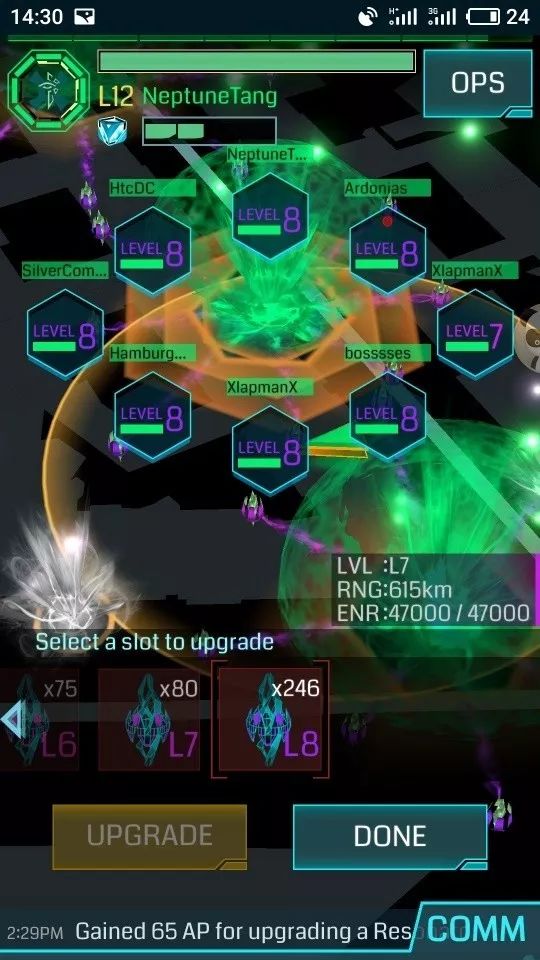 14:30 H+ 3G 24
OPS
L12 NeptuneTang
NeptuneT...
LEVEL 8
HtcDC
LEVEL 8
Ardonias
LEVEL 8
SilverCom...
LEVEL 8
XlapmanX
LEVEL 7
Hamburg...
LEVEL 8
bosssses
LEVEL 8
XlapmanX
LEVEL 8
LVL :L7
RNG:615km
ENR:47000 / 47000
Select a slot to upgrade
x75 x80 x246
L6 L7 L8
UPGRADE DONE
2:29PM Gained 65 AP for upgrading a Res
COMM